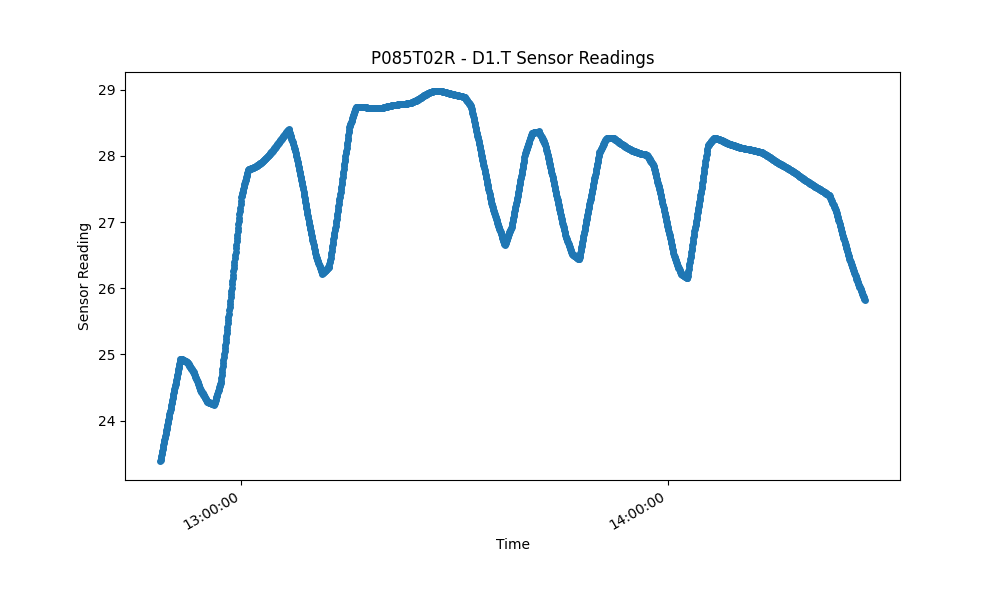 P085T02R - D1.T Sensor Readings
29
28
27
26
25
24
Sensor Reading
13:00:00
14:00:00
Time